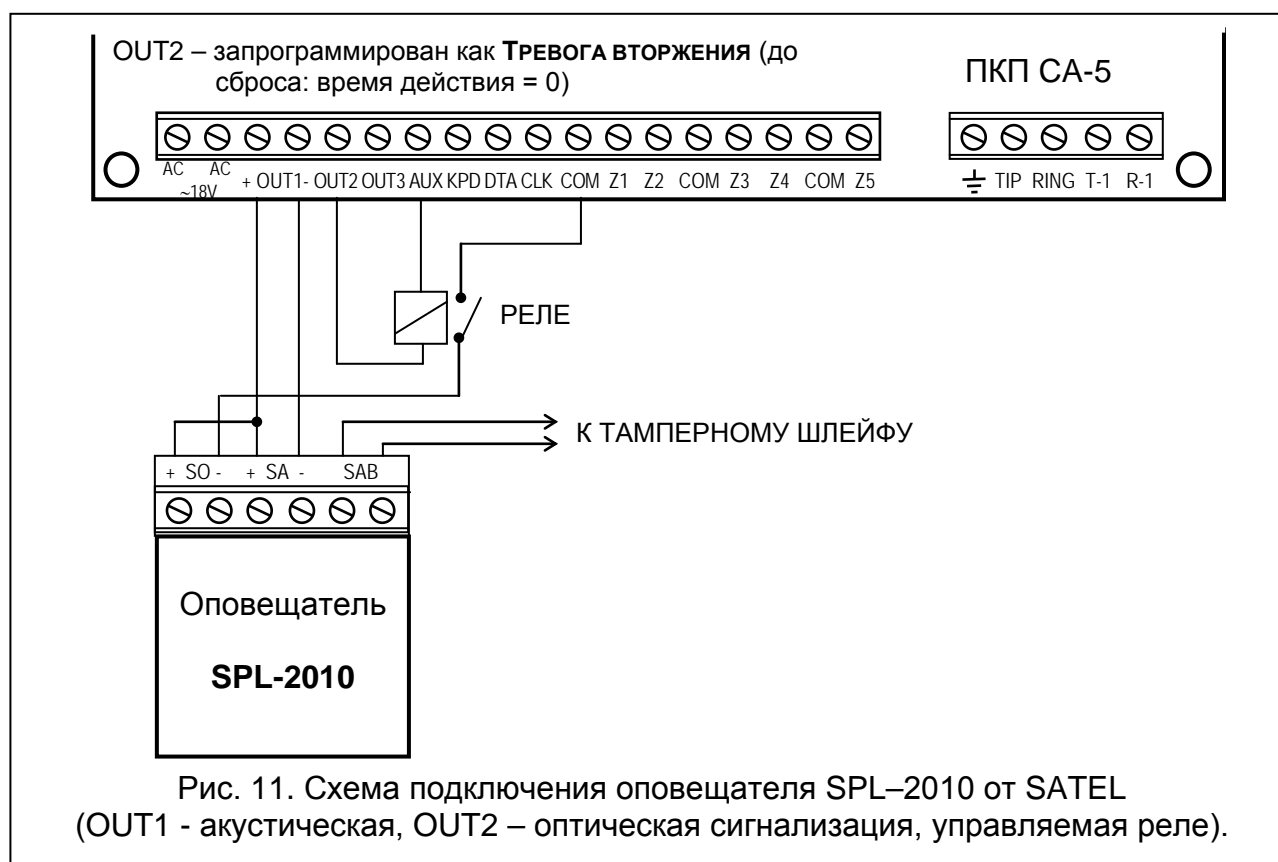 OUT2 – запрограммирован как ТРЕВОГА ВТОРЖЕНИЯ (до
сброса: время действия = 0)
ПКП СА-5
AC AC + OUT1 - OUT2 OUT3 AUX KPD DTA CLK COM Z1 Z2 COM Z3 Z4 COM Z5
~18V
TIP RING T-1 R-1
РЕЛЕ
К ТАМПЕРНОМУ ШЛЕЙФУ
+ SO - + SA - SAB
Оповещатель
SPL-2010
Рис. 11. Схема подключения оповещателя SPL–2010 от SATEL
(OUT1 - акустическая, OUT2 – оптическая сигнализация, управляемая реле).